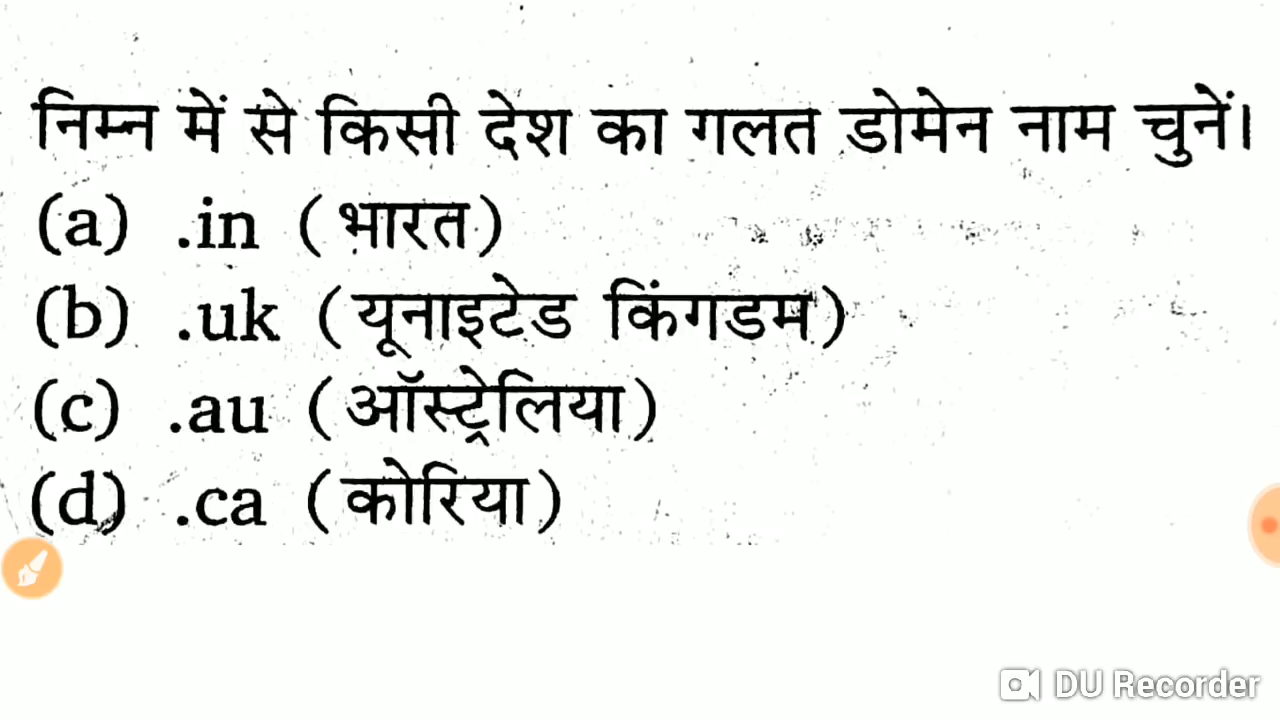 निम्न में से किसी देश का गलत डोमेन नाम चुनें।
(a) .in (भारत)
(b) .uk (यूनाइटेड किंगडम)
(c) .au (ऑस्ट्रेलिया)
(d) .ca (कोरिया)
DU Recorder